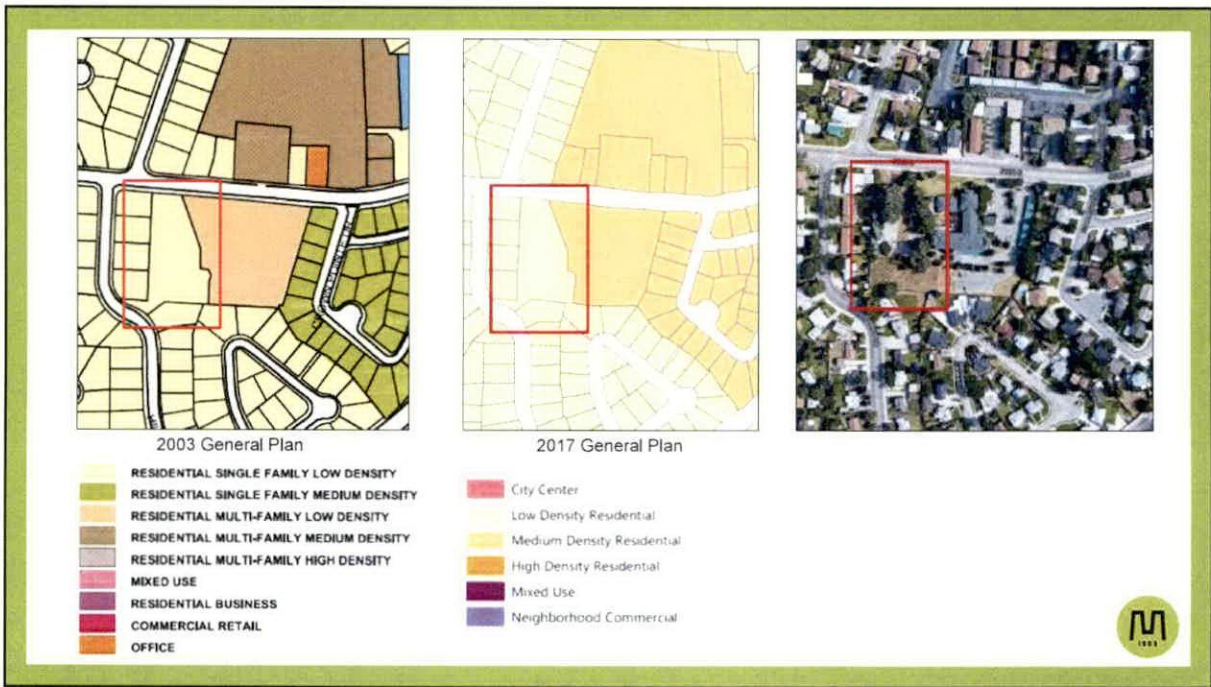 2003 General Plan
RESIDENTIAL SINGLE FAMILY LOW DENSITY
RESIDENTIAL SINGLE FAMILY MEDIUM DENSITY
RESIDENTIAL MULTI-FAMILY LOW DENSITY
RESIDENTIAL MULTI-FAMILY MEDIUM DENSITY
RESIDENTIAL MULTI-FAMILY HIGH DENSITY
MIXED USE
RESIDENTIAL BUSINESS
COMMERCIAL RETAIL
OFFICE
2017 General Plan
City Center
Low Density Residential
Medium Density Residential
High Density Residential
Mixed Use
Neighborhood Commercial
M
1903